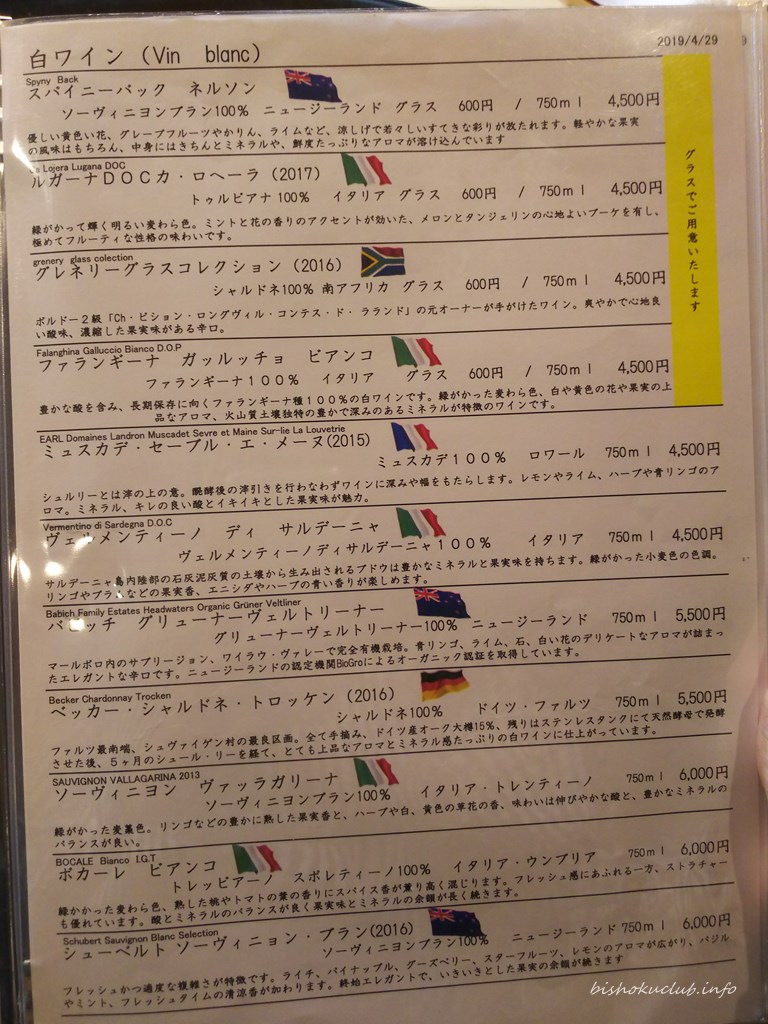 2019/4/29
白ワイン (Vin blanc)
Spyny Back
スパイニーバック ネルソン
ソーヴィニヨンブラン100% ニュージーランド グラス 600円 / 750ml 4,500円
優しい黄色い花、グレープフルーツやかりん、ライムなど、涼しげで若々しいすてきな彩りが放たれます。軽やかな果実
の風味はもちろん、中身にはきちんとミネラルや、鮮度たっぷりなアロマが溶け込んでいます
Lojera Lugana DOC
ルガーナDOCカ・ロヘーラ (2017)
トゥルビアナ 100% イタリア グラス 600円 / 750ml 4,500円
緑がかって輝く明るい麦わら色。ミントと花の香りのアクセントが効いた、メロンとタンジェリンの心地よいブーケを有し、
極めてフルーティな性格の味わいです。
grenery glass colection
グレネリーグラスコレクション (2016)
シャルドネ100% 南アフリカ グラス 600円 / 750ml 4,500円
ボルドー2級「Ch・ピション・ロングヴィル・コンテス・ド・ラランド」の元オーナーが手がけたワイン。爽やかで心地良
い酸味、濃縮した果実味がある辛口。
Falanghina Galluccio Bianco D.O.P
ファランギーナ ガッルッチョ ビアンコ
ファランギーナ100% イタリア グラス 600円 / 750ml 4,500円
豊かな酸を含み、長期保存に向くファランギーナ種100%の白ワインです。緑がかった麦わら色、白や黄色の花や果実の上
品なアロマ、火山質土壌独特の豊かで深みのあるミネラルが特徴のワインです。
グラスでご用意いたします
EARL Domaines Landron Muscadet Sevre et Maine Sur-lie La Louvetrie
ミュスカデ・セーブル・エ・メーヌ(2015)
ミュスカデ100% ロワール 750ml 4,500円
シュルリーとは滓の上の意。醗酵後の滓引きを行わなわずワインに深みや幅をもたらします。レモンやライム、ハーブや青リンゴのア
ロマ。ミネラル、キレの良い酸とイキイキとした果実味が魅力。
Vermentino di Sardegna D.O.C
ヴェルメンティーノ ディ サルデーニャ
ヴェルメンティーノディサルデーニャ100% イタリア 750ml 4,500円
サルデーニャ島内陸部の石灰泥灰質の土壌から生み出されるブドウは豊かなミネラルと果実味を持ちます。緑がかった小麦色の色調。
リンゴやプラムなどの果実香、エニシダやハーブの青い香りが楽しめます。
Babich Family Estates Headwaters Organic Grüner Veltliner
バビッチ グリューナーヴェルトリーナー
グリューナーヴェルトリーナー100% ニュージーランド 750ml 5,500円
マールボロ内のサブリージョン、ワイラウ・ヴァレーで完全有機栽培。青リンゴ、ライム、石、白い花のデリケートなアロマが詰まっ
たエレガントな辛口です。ニュージーランドの認定機関BioGroによるオーガニック認証を取得しています。
Becker Chardonnay Trocken
ベッカー・シャルドネ・トロッケン (2016)
シャルドネ100% ドイツ・ファルツ 750ml 5,500円
ファルツ最南端、シュヴァイゲン村の最良区画。全て手摘み、ドイツ産オーク大樽15%、残りはステンレスタンクにて天然酵母で発酵
させた後、5ヶ月のシュール・リーを経て、とても上品なアロマとミネラル感たっぷりの白ワインに仕上がっています。
SAUVIGNON VALLAGARINA 2013
ソーヴィニヨン ヴァッラガリーナ
ソーヴィニヨンブラン100% イタリア・トレンティーノ 750ml 6,000円
緑がかった麦藁色。リンゴなどの豊かに熟した果実香と、ハーブや白、黄色の草花の香、味わいは伸びやかな酸と、豊かなミネラルの
バランスが良い。
BOCALE Bianco I.G.T
ボカーレ ビアンコ
トレッビアーノ スポレティーノ100% イタリア・ウンブリア 750ml 6,000円
緑かかった麦わら色、熟した桃やトマトの葉の香りにスパイス香が薫り高く混じります。フレッシュ感にあふれる一方、ストラクチャー
も優れています。酸とミネラルのバランスが良く果実味とミネラルの余韻が長く続きます。
Schubert Sauvignon Blanc Selection
シューベルト ソーヴィニョン・ブラン(2016)
ソーヴィニヨンブラン100% ニュージーランド 750ml 6,000円
フレッシュかつ適度な複雑さが特徴です。ライチ、パイナップル、グーズベリー、スターフルーツ、レモンのアロマが広がり、バジル
やミント、フレッシュタイムの清涼香が加わります。終始エレガントで、いきいきとした果実の余韻が続きます
bishokuclub.info